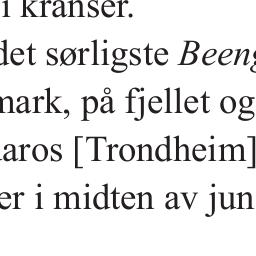 i kranser.
det sørligste Beeng
mark, på fjellet og
aros [Trondheim]
er i midten av jun